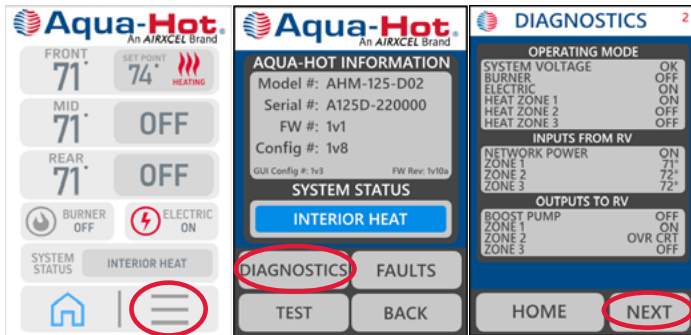 Aqua-Hot.
An AIRXCEL Brand
FRONT
71°
SET POINT
74°
HEATING
MID
71°
OFF
REAR
71°
OFF
BURNER
OFF
ELECTRIC
ON
SYSTEM
STATUS
INTERIOR HEAT
Aqua-Hot.
An AIRXCEL Brand
AQUA-HOT INFORMATION
Model #: AHM-125-D02
Serial #: A125D-220000
FW #: 1v1
Config #: 1v8
GUI Config #: 1v3 FW Rev: 1v10a
SYSTEM STATUS
INTERIOR HEAT
DIAGNOSTICS FAULTS
TEST BACK
DIAGNOSTICS 2
OPERATING MODE
SYSTEM VOLTAGE OK
BURNER OFF
ELECTRIC ON
HEAT ZONE 1 ON
HEAT ZONE 2 OFF
HEAT ZONE 3 OFF
INPUTS FROM RV
NETWORK POWER ON
ZONE 1 71°
ZONE 2 72°
ZONE 3 72°
OUTPUTS TO RV
BOOST PUMP OFF
ZONE 1 ON
ZONE 2 OVR CRT
ZONE 3 OFF
HOME NEXT